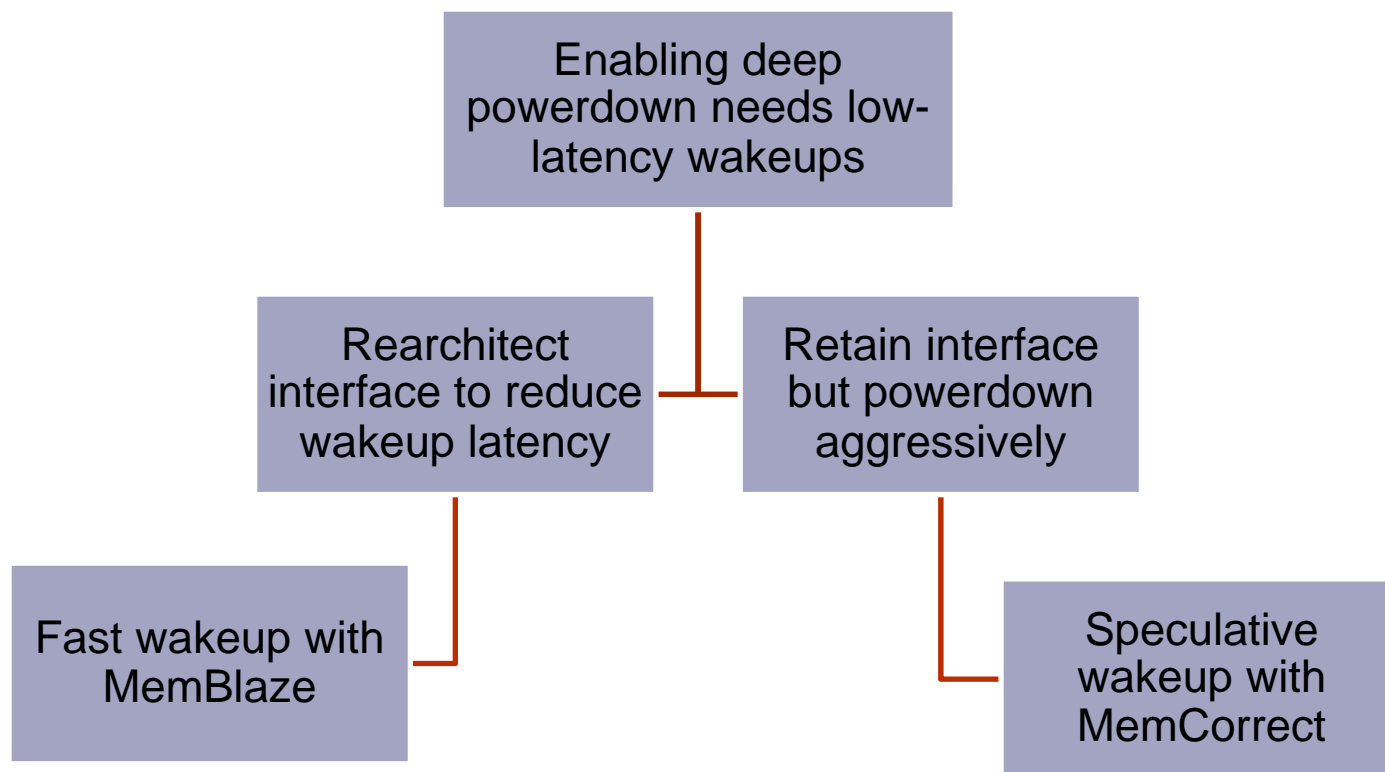 Enabling deep
powerdown needs low-
latency wakeups
Rearchitect
interface to reduce
wakeup latency
Retain interface
but powerdown
aggressively
Fast wakeup with
MemBlaze
Speculative
wakeup with
MemCorrect